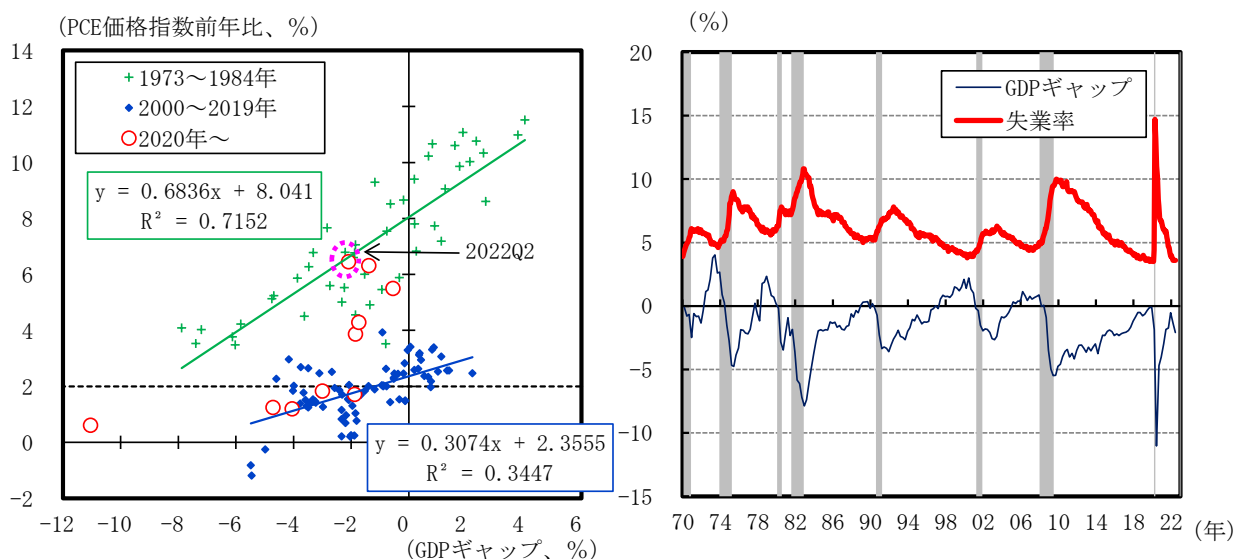 (PCE価格指数前年比、%)
14
12
10
8
6
4
2
0
-2
+1973～1984年
◆2000～2019年
○2020年～
y = 0.6836x + 8.041
R² = 0.7152
2022Q2
y = 0.3074x + 2.3555
R² = 0.3447
-12 -10 -8 -6 -4 -2 0 2 4 6
(GDPギャップ、%)
(%)
20
15
10
5
0
-5
-10
-15
GDPギャップ
失業率
70 74 78 82 86 90 94 98 02 06 10 14 18 22 (年)